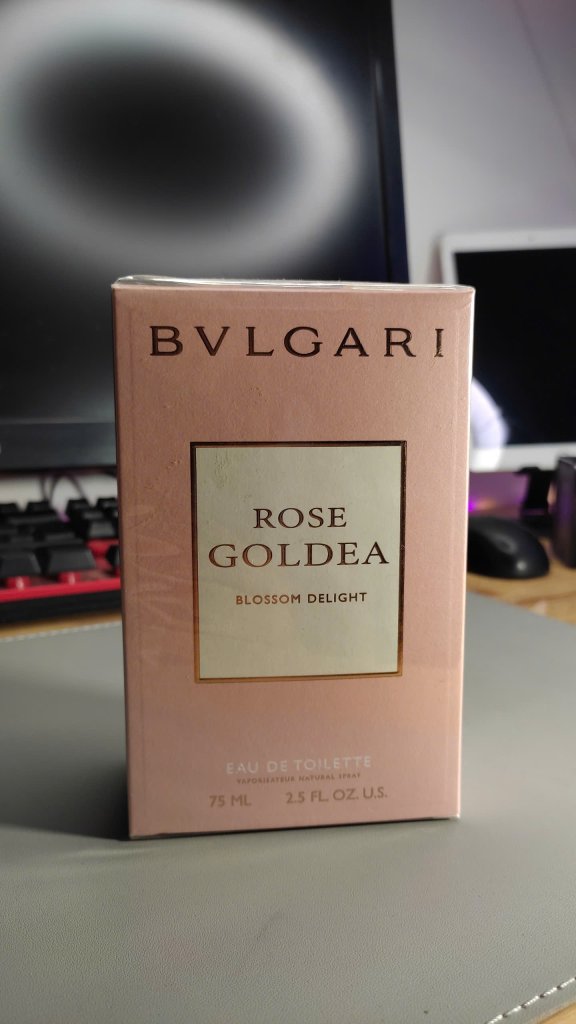 BVLGARI
ROSE
GOLDEA
BLOSSOM DELIGHT
EAU DE TOILETTE
VAPORISATEUR NATURAL SPRAY
75 ML 2.5 FL. OZ. U.S.